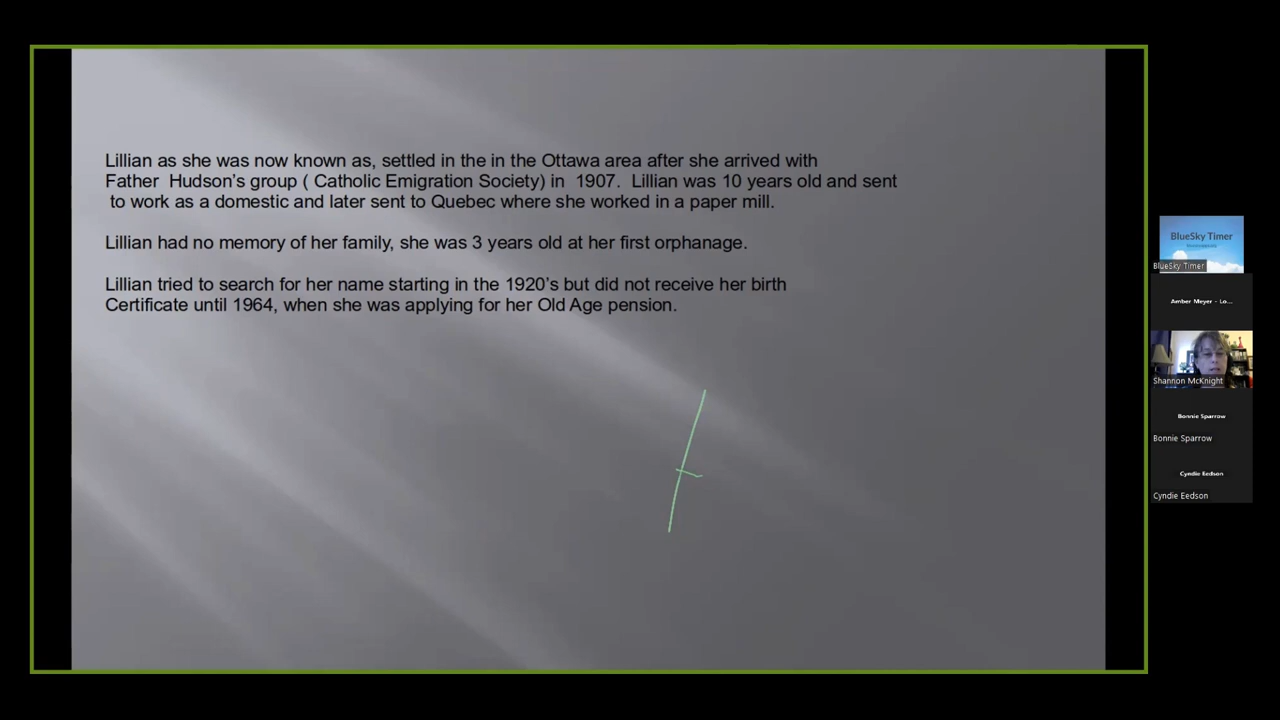 Lillian as she was now known as, settled in the in the Ottawa area after she arrived with
Father  Hudson’s group ( Catholic Emigration Society) in  1907.  Lillian was 10 years old and sent
to work as a domestic and later sent to Quebec where she worked in a paper mill.
Lillian had no memory of her family, she was 3 years old at her first orphanage.
Lillian tried to search for her name starting in the 1920’s but did not receive her birth
Certificate until 1964, when she was applying for her Old Age pension.
BlueSky Timer
BlueSky Timer
Amber Meyer - Lo...
Shannon McKnight
Bonnie Sparrow
Bonnie Sparrow
Cyndie Eedson
Cyndie Eedson